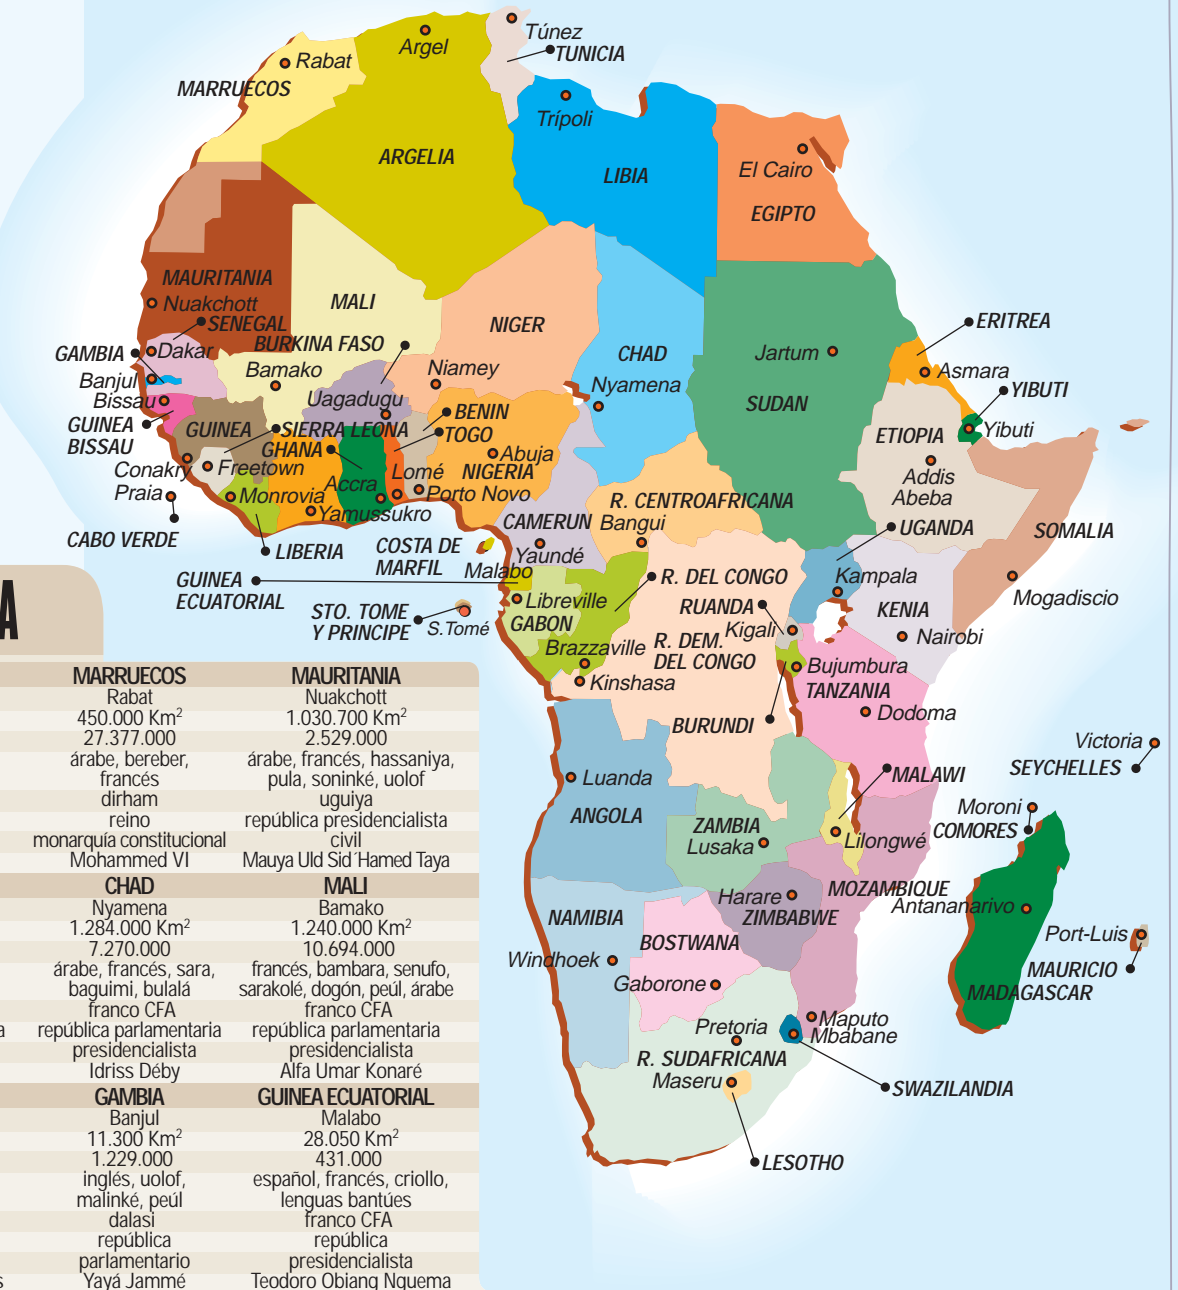 Túnez
TUNICIA
Argel
Rabat
MARRUECOS
Trípoli
ARGELIA
LIBIA
El Cairo
EGIPTO
MAURITANIA
Nuakchott
MALI
NIGER
CHAD
SENEGAL
BURKINA FASO
ERITREA
GAMBIA
Dakar
Jartum
Bamako
Niamey
Nyamena
Asmara
Banjul
YIBUTI
Bissau
Uagadugu
SUDAN
BENIN
GUINEA
BISSAU
GUINEA
SIERRA LEONA
TOGO
ETIOPIA
Yibuti
GHANA
Abuja
Conakry
Freetown
Lomé
NIGERIA
Addis
Abeba
Praia
Monrovia
Accra
Porto Novo
R. CENTROAFRICANA
Yamussukro
CAMERUN
Bangui
UGANDA
SOMALIA
CABO VERDE
LIBERIA
COSTA DE
MARFIL
Yaundé
Malabo
GUINEA
ECUATORIAL
R. DEL CONGO
Kampala
Libreville
RUANDA
KENIA
Mogadiscio
STO. TOME
Y PRINCIPE
S.Tomé
GABON
Kigali
Nairobi
Brazzaville
R. DEM.
DEL CONGO
Bujumbura
Kinshasa
TANZANIA
BURUNDI
Dodoma
Victoria
SEYCHELLES
Luanda
MALAWI
ANGOLA
Moroni
COMORES
ZAMBIA
Lusaka
Lilongwé
MOZAMBIQUE
Harare
Antananarivo
NAMIBIA
ZIMBABWE
BOSTWANA
Port-Luis
Windhoek
MAURICIO
Gaborone
MADAGASCAR
Maputo
Pretoria
Mbabane
R. SUDAFRICANA
Maseru
SWAZILANDIA
LESOTHO
A
MARRUECOS MAURITANIA
Rabat Nuakchott
450.000 Km² 1.030.700 Km²
27.377.000 2.529.000
árabe, bereber, árabe, francés, hassaniya,
francés pula, soninké, uolof
dirham uguiya
reino república presidencialista
monarquía constitucional civil
Mohammed VI Mauya Uld Sid´Hamed Taya
CHAD MALI
Nyamena Bamako
1.284.000 Km² 1.240.000 Km²
7.270.000 10.694.000
árabe, francés, sara, francés, bambara, senufo,
baguimi, bulalá sarakolé, dogón, peúl, árabe
franco CFA franco CFA
a república parlamentaria república parlamentaria
presidencialista presidencialista
Idriss Déby Alfa Umar Konaré
GAMBIA GUINEA ECUATORIAL
Banjul Malabo
11.300 Km² 28.050 Km²
1.229.000 431.000
inglés, uolof, español, francés, criollo,
malinké, peúl lenguas bantúes
dalasi franco CFA
república república
parlamentario presidencialista
s Yayá Jammé Teodoro Obiang Nguema